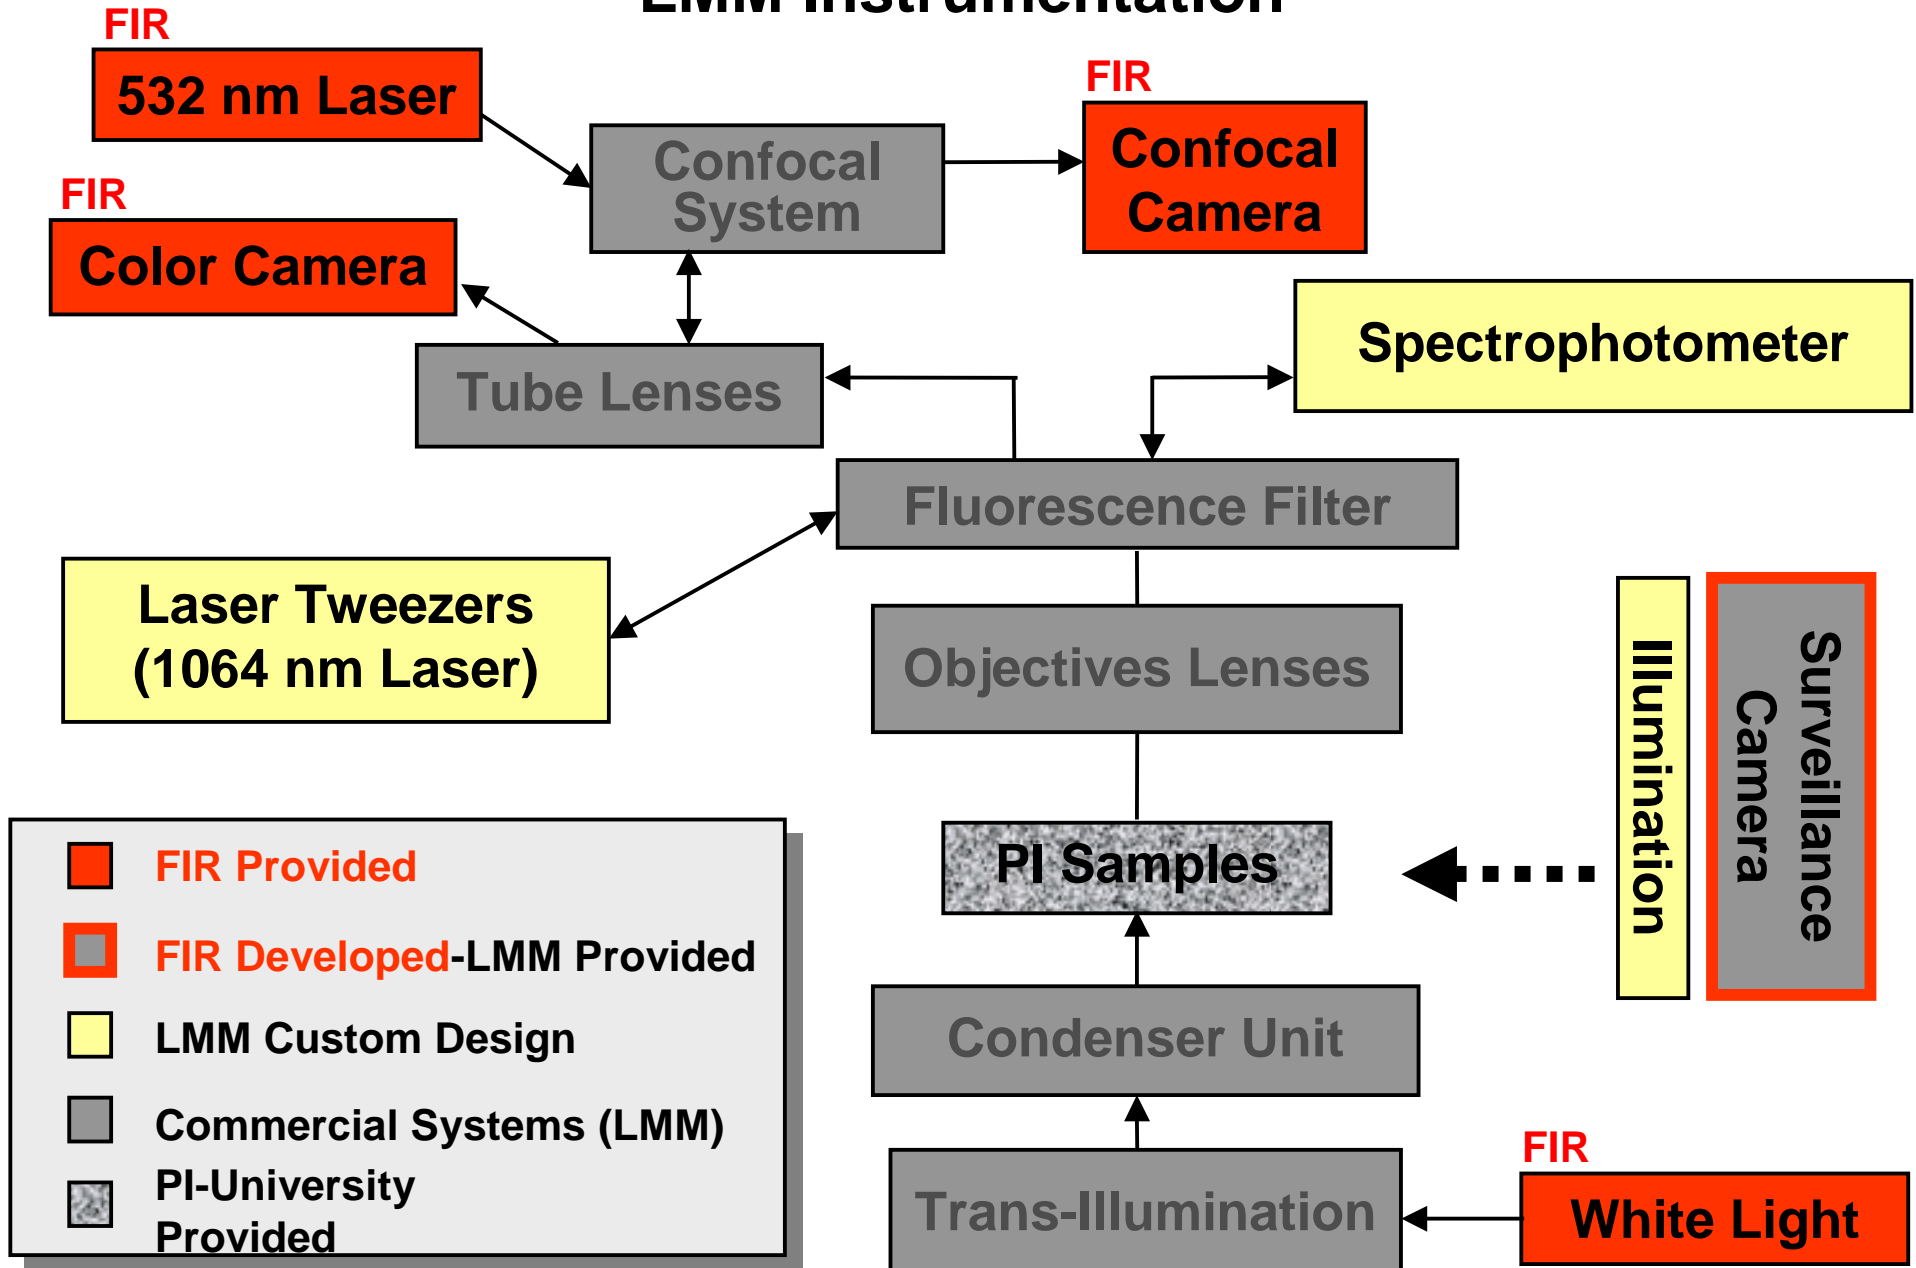 LMM Instrumentation
FIR
532 nm Laser
FIR
Confocal
Camera
Confocal
System
FIR
Color Camera
Spectrophotometer
Tube Lenses
Fluorescence Filter
Laser Tweezers
(1064 nm Laser)
Objectives Lenses
Illumination
Surveillance
Camera
PI Samples
FIR Provided
FIR Developed-LMM Provided
LMM Custom Design
Commercial Systems (LMM)
PI-University
Provided
Condenser Unit
Trans-Illumination
FIR
White Light